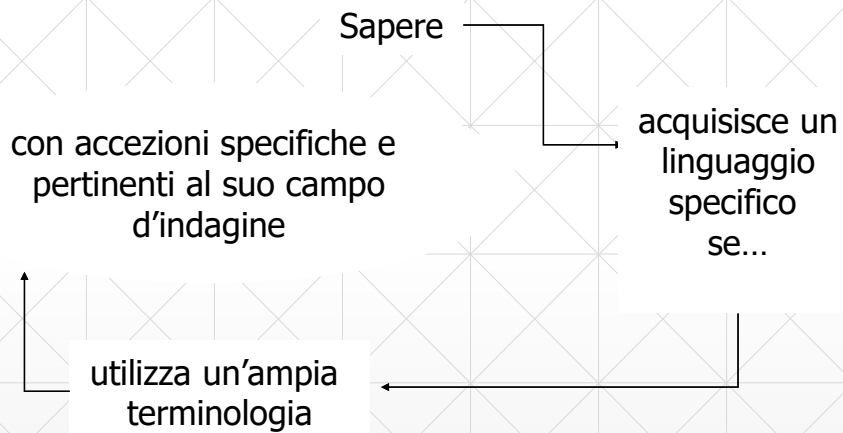 Sapere
acquisisce un
linguaggio
specifico
se…
utilizza un’ampia
terminologia
con accezioni specifiche e
pertinenti al suo campo
d’indagine